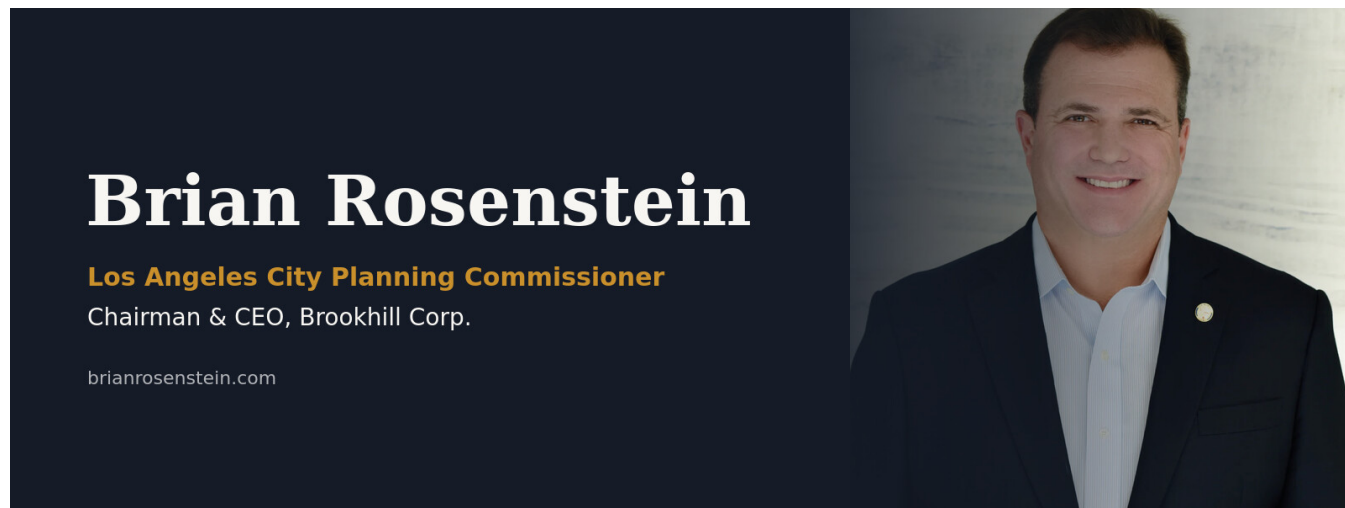 Brian Rosenstein
Los Angeles City Planning Commissioner
Chairman & CEO, Brookhill Corp.
brianrosenstein.com